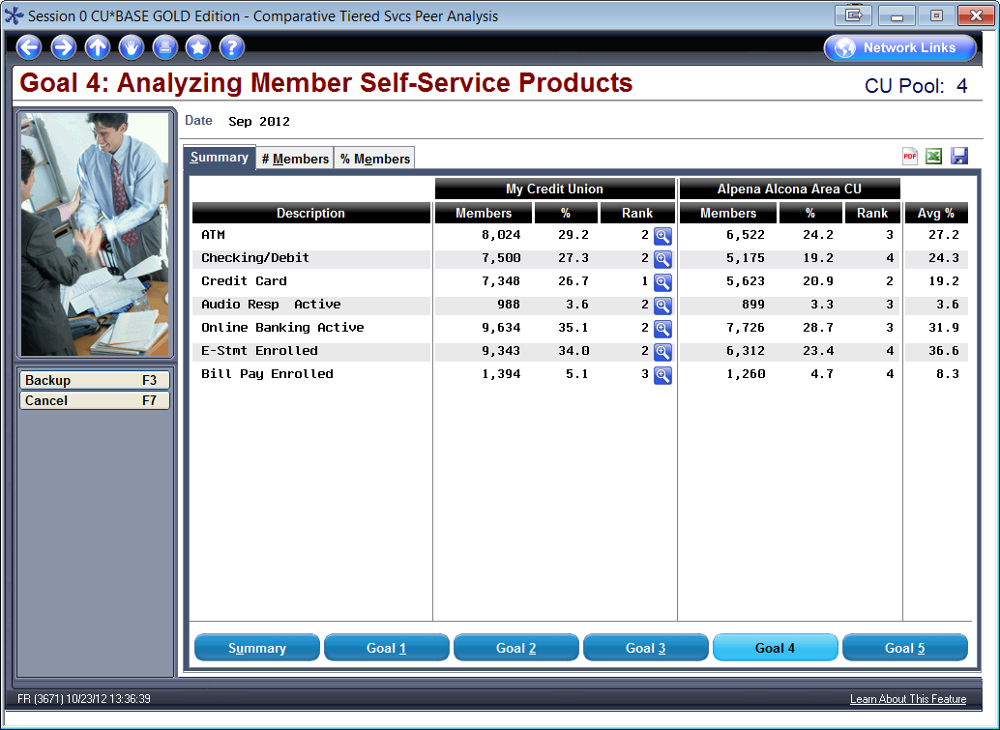 Session 0 CU*BASE GOLD Edition - Comparative Tiered Svcs Peer Analysis
Network Links
Goal 4: Analyzing Member Self-Service Products
CU Pool: 4
Date Sep 2012
Summary # Members % Members
PDF
My Credit Union Alpena Alcona Area CU
Description Members % Rank Members % Rank Avg %
ATM 8,024 29.2 2 6,522 24.2 3 27.2
Checking/Debit 7,500 27.3 2 5,175 19.2 4 24.3
Credit Card 7,348 26.7 1 5,623 20.9 2 19.2
Audio Resp Active 988 3.6 2 899 3.3 3 3.6
Online Banking Active 9,634 35.1 2 7,726 28.7 3 31.9
E-Stmt Enrolled 9,343 34.0 2 6,312 23.4 4 36.6
Bill Pay Enrolled 1,394 5.1 3 1,260 4.7 4 8.3
Backup F3
Cancel F7
Summary Goal 1 Goal 2 Goal 3 Goal 4 Goal 5
FR (3671) 10/23/12 13:36:39
Learn About This Feature